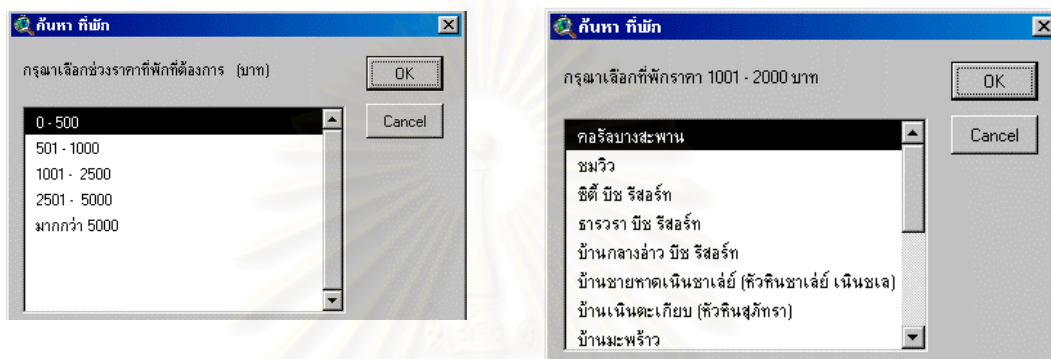 ค้นหา ที่พัก
กรุณาเลือกช่วงราคาที่พักที่ต้องการ (บาท)
OK
Cancel
0 - 500
501 - 1000
1001 - 2500
2501 - 5000
มากกว่า 5000
ค้นหา ที่พัก
กรุณาเลือกที่พักราคา 1001 - 2000 บาท
OK
Cancel
คอรัลบางสะพาน
ชมวิว
ซิตี้ บีช รีสอร์ท
ธารวรา บีช รีสอร์ท
บ้านกลางอ่าว บีช รีสอร์ท
บ้านชายหาดเนินชาเล่ย์ (หัวหินชาเล่ย์ เนินชเล)
บ้านเนินตะเกียบ (หัวหินสุภัทรา)
บ้านมะพร้าว